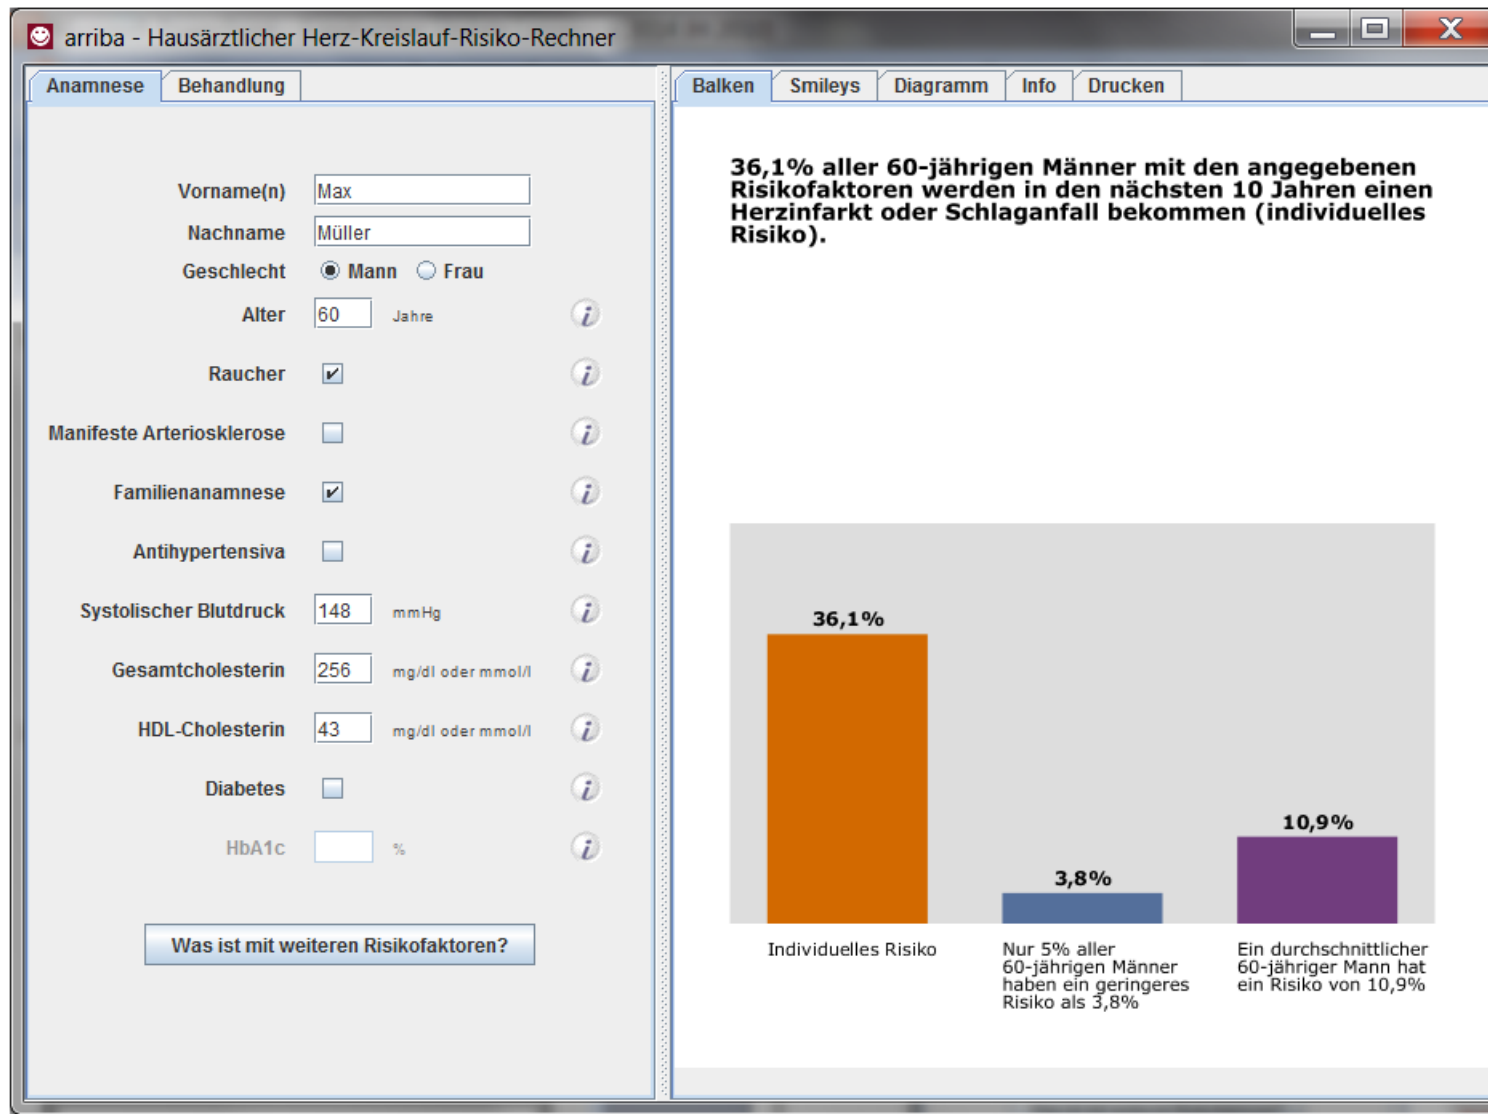 arriba - Hausärztlicher Herz-Kreislauf-Risiko-Rechner
Anamnese Behandlung
Vorname(n) Max
Nachname Müller
Geschlecht Mann Frau
Alter 60 Jahre
Raucher
Manifeste Arteriosklerose
Familienanamnese
Antihypertensiva
Systolischer Blutdruck 148 mmHg
Gesamtcholesterin 256 mg/dl oder mmol/l
HDL-Cholesterin 43 mg/dl oder mmol/l
Diabetes
HbA1c %
Was ist mit weiteren Risikofaktoren?
Balken Smileys Diagramm Info Drucken
36,1% aller 60-jährigen Männer mit den angegebenen
Risikofaktoren werden in den nächsten 10 Jahren einen
Herzinfarkt oder Schlaganfall bekommen (individuelles
Risiko).
36,1%
3,8%
10,9%
Individuelles Risiko
Nur 5% aller
60-jährigen Männer
haben ein geringeres
Risiko als 3,8%
Ein durchschnittlicher
60-jähriger Mann hat
ein Risiko von 10,9%